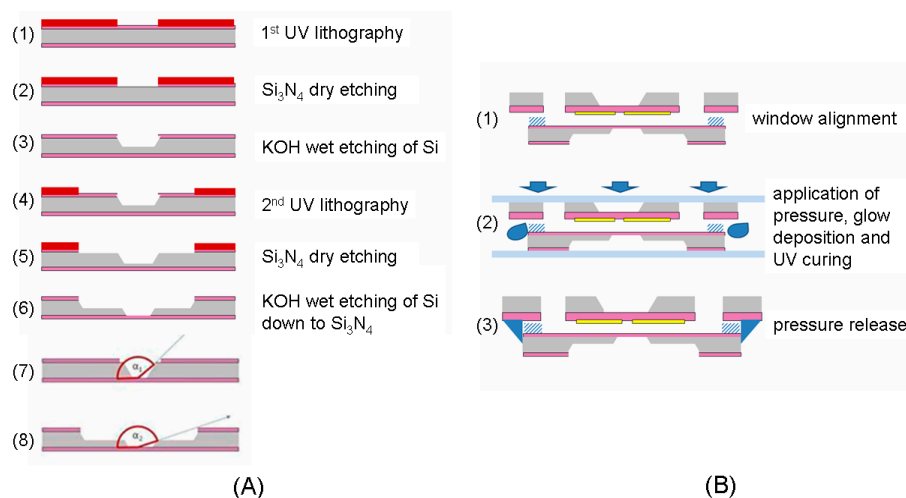 (1) 1st UV lithography
(2) Si3N4 dry etching
(3) KOH wet etching of Si
(4) 2nd UV lithography
(5) Si3N4 dry etching
(6) KOH wet etching of Si
down to Si3N4
(7) α1
(8) α2
(A)
(1) window alignment
(2) application of
pressure, glow
deposition and
UV curing
(3) pressure release
(B)